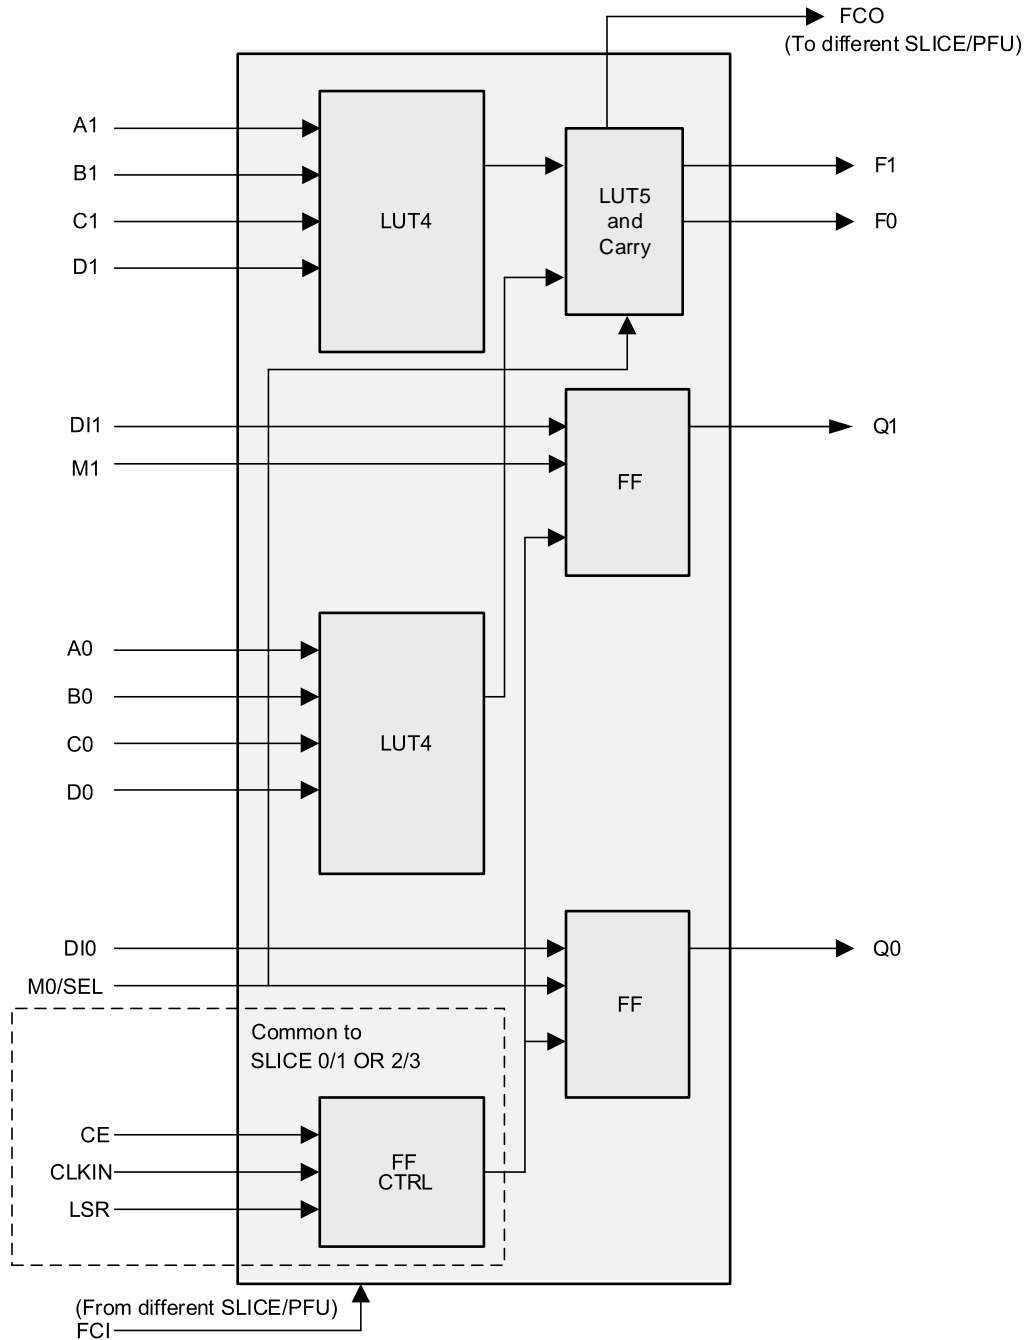 FCO
(To different SLICE/PFU)
A1
B1
C1
D1
LUT4
LUT5
and
Carry
F1
F0
DI1
M1
FF
Q1
A0
B0
C0
D0
LUT4
DI0
M0/SEL
FF
Q0
Common to
SLICE 0/1 OR 2/3
CE
CLKIN
LSR
FF
CTRL
(From different SLICE/PFU)
FCI